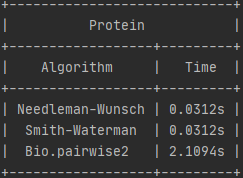 Protein
Algorithm | Time
Needleman-Wunsch | 0.0312s
Smith-Waterman | 0.0312s
Bio.pairwise2 | 2.1094s